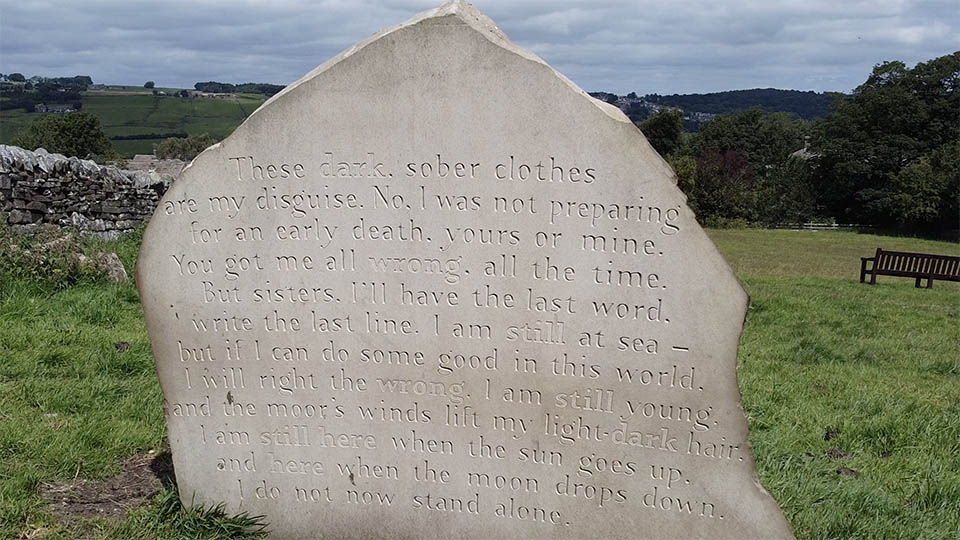 These dark, sober clothes
are my disguise. No, I was not preparing
for an early death, yours or mine.
You got me all wrong, all the time.
But sisters, I'll have the last word,
write the last line. I am still at sea –
but if I can do some good in this world,
I will right the wrong. I am still young,
and the moor's winds lift my light-dark hair.
I am still here when the sun goes up,
and here when the moon drops down.
I do not now stand alone.